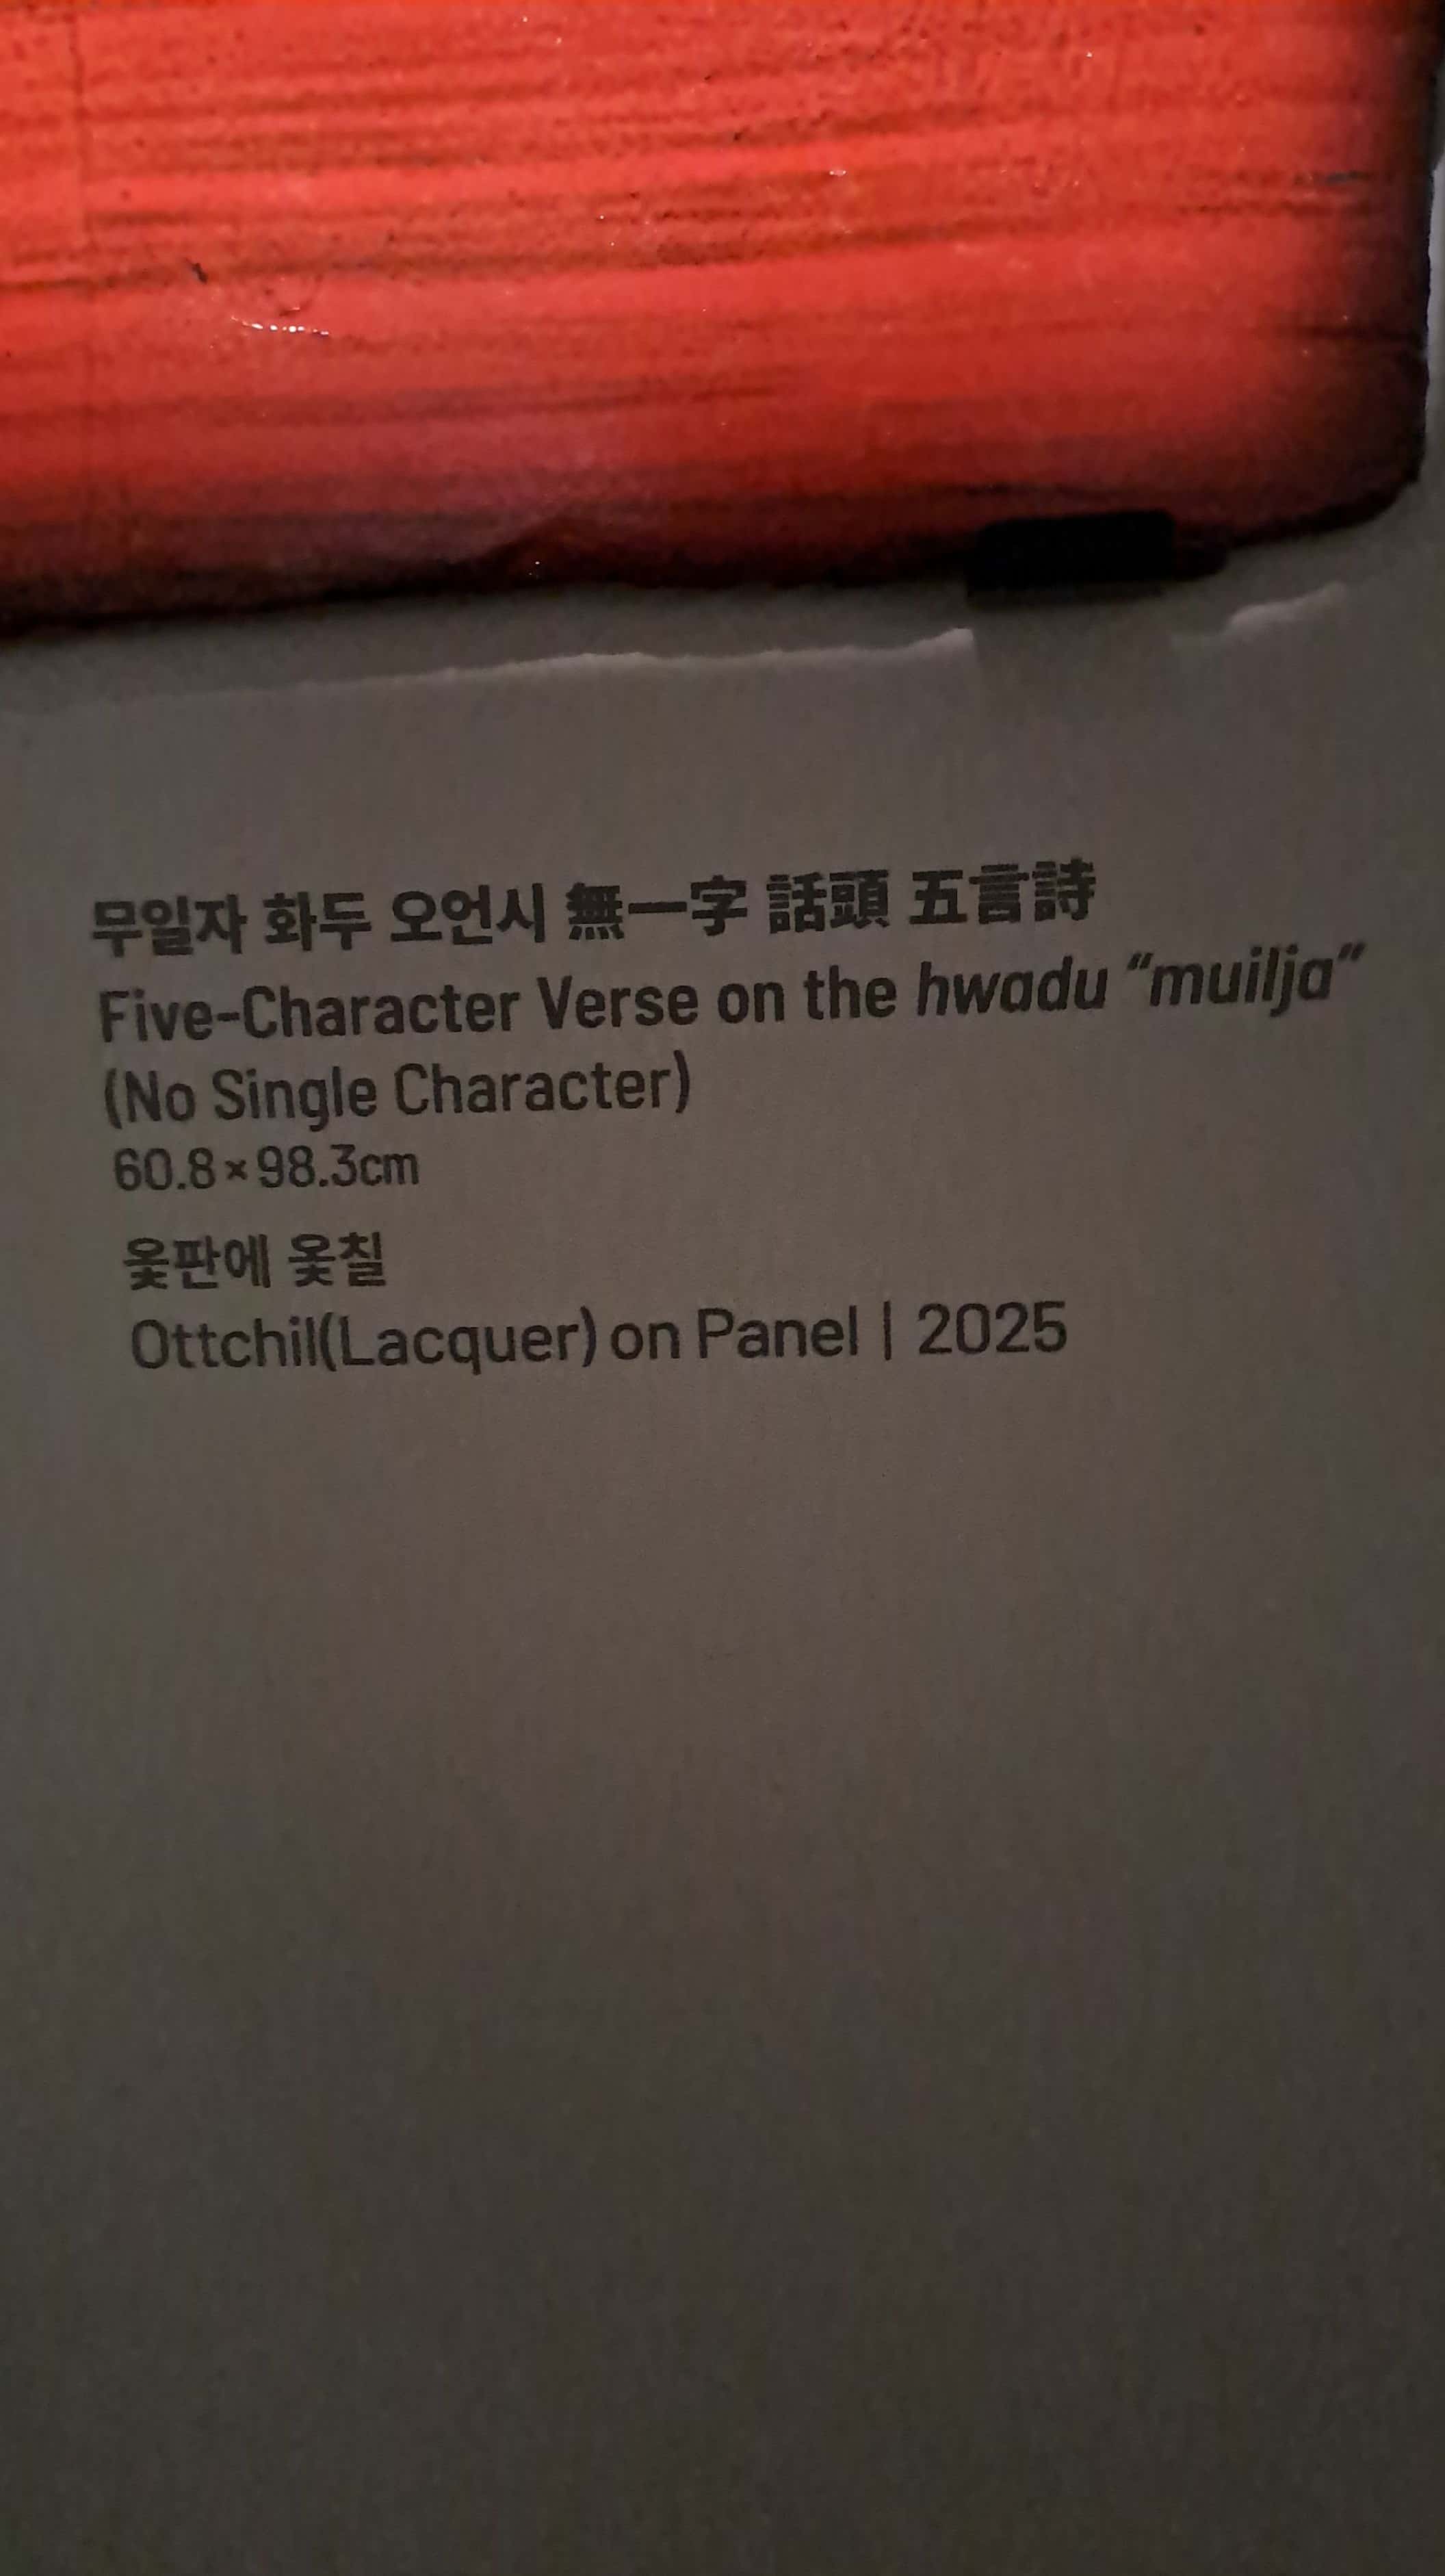 무일자 화두 오언시 無一字 話頭 五言詩
Five-Character Verse on the hwadu “muilja”
(No Single Character)
60.8×98.3cm
옻판에 옻칠
Ottchil(Lacquer) on Panel | 2025